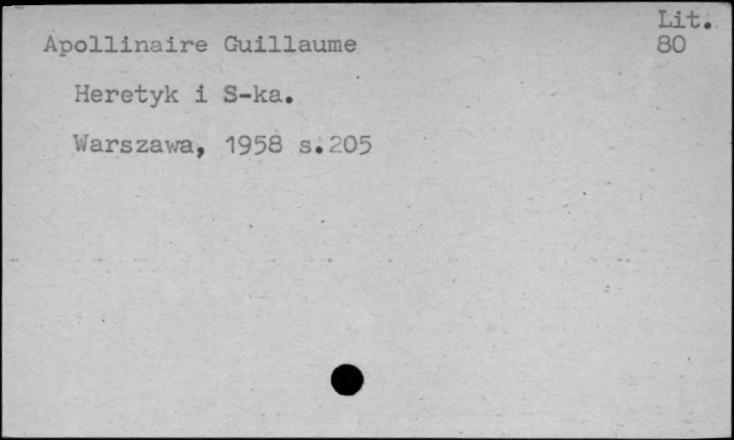 Lit.
Apollinaire Guillaume 80
Heretyk i S-ka.
Warszawa, 1958 s.205